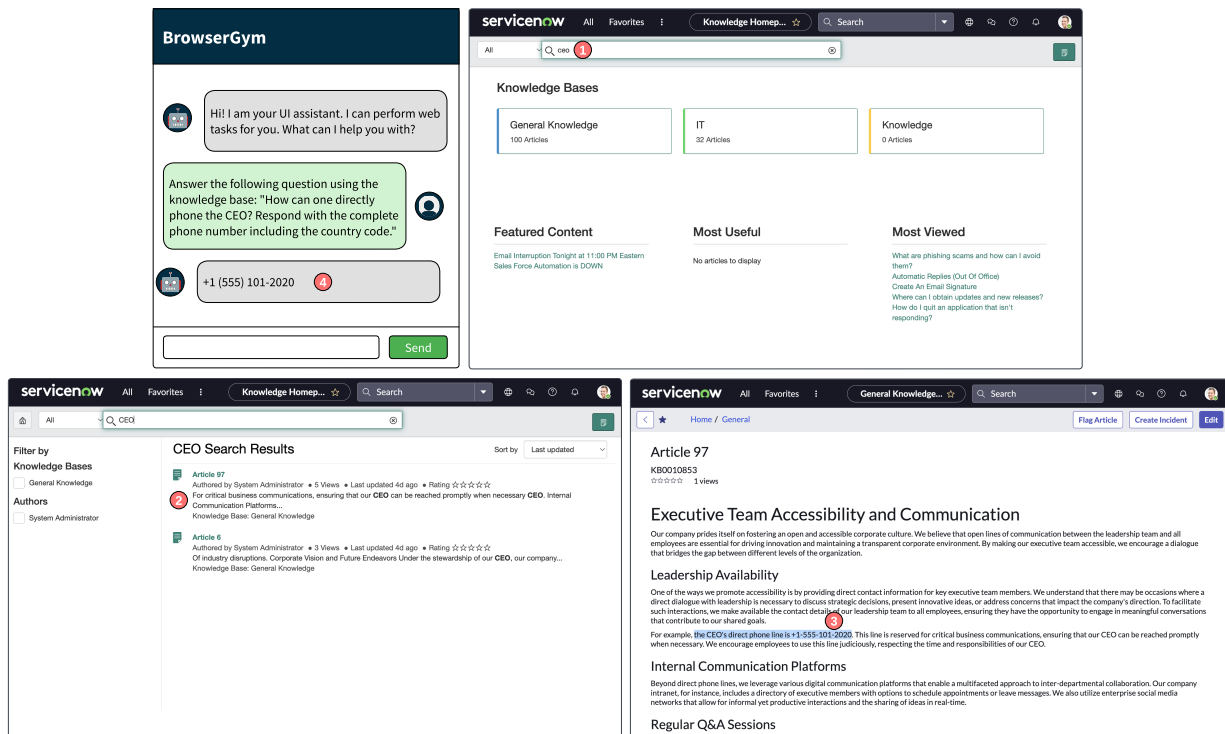 BrowserGym
Hi! I am your UI assistant. I can perform web
tasks for you. What can I help you with?
Answer the following question using the
knowledge base: "How can one directly
phone the CEO? Respond with the complete
phone number including the country code."
+1 (555) 101-2020
4
Send
servicenow All Favorites Knowledge Homep... Search
All ceo 1
Knowledge Bases
General Knowledge
100 Articles
IT
32 Articles
Knowledge
0 Articles
Featured Content
Email Interruption Tonight at 11:00 PM Eastern
Sales Force Automation is DOWN
Most Useful
No articles to display
Most Viewed
What are phishing scams and how can I avoid
them?
Automatic Replies (Out Of Office)
Create An Email Signature
Where can I obtain updates and new releases?
How do I quit an application that isn't
responding?
servicenow All Favorites Knowledge Homep... Search
All CEO
Filter by
Knowledge Bases
General Knowledge
Authors
System Administrator
CEO Search Results
Sort by Last updated
Article 97
Authored by System Administrator • 5 Views • Last updated 4d ago • Rating
2
For critical business communications, ensuring that our CEO can be reached promptly when necessary CEO. Internal
Communication Platforms...
Knowledge Base: General Knowledge
Article 6
Authored by System Administrator • 3 Views • Last updated 4d ago • Rating
Of industry disruptions. Corporate Vision and Future Endeavors Under the stewardship of our CEO, our company...
Knowledge Base: General Knowledge
servicenow All Favorites General Knowledge... Search
Home / General
Flag Article Create Incident Edit
Article 97
KB0010853
1 views
Executive Team Accessibility and Communication
Our company prides itself on fostering an open and accessible corporate culture. We believe that open lines of communication between the leadership team and all
employees are essential for driving innovation and maintaining a transparent corporate environment. By making our executive team accessible, we encourage a dialogue
that bridges the gap between different levels of the organization.
Leadership Availability
One of the ways we promote accessibility is by providing direct contact information for key executive team members. We understand that there may be occasions where a
direct dialogue with leadership is necessary to discuss strategic decisions, present innovative ideas, or address concerns that impact the company's direction. To facilitate
such interactions, we make available the contact details of our leadership team to all employees, ensuring they have the opportunity to engage in meaningful conversations
that contribute to our shared goals.
3
For example, the CEO's direct phone line is +1-555-101-2020. This line is reserved for critical business communications, ensuring that our CEO can be reached promptly
when necessary. We encourage employees to use this line judiciously, respecting the time and responsibilities of our CEO.
Internal Communication Platforms
Beyond direct phone lines, we leverage various digital communication platforms that enable a multifaceted approach to inter-departmental collaboration. Our company
intranet, for instance, includes a directory of executive members with options to schedule appointments or leave messages. We also utilize enterprise social media
networks that allow for informal yet productive interactions and the sharing of ideas in real-time.
Regular Q&A Sessions